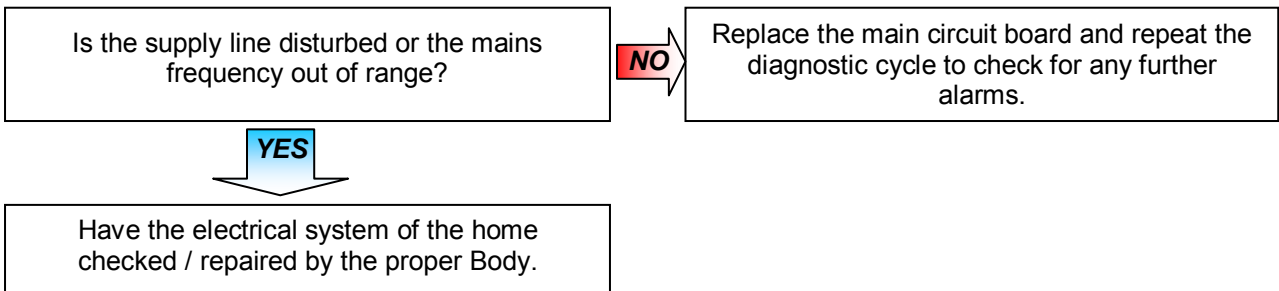 Is the supply line disturbed or the mains
frequency out of range?
NO
Replace the main circuit board and repeat the
diagnostic cycle to check for any further
alarms.
YES
Have the electrical system of the home
checked / repaired by the proper Body.